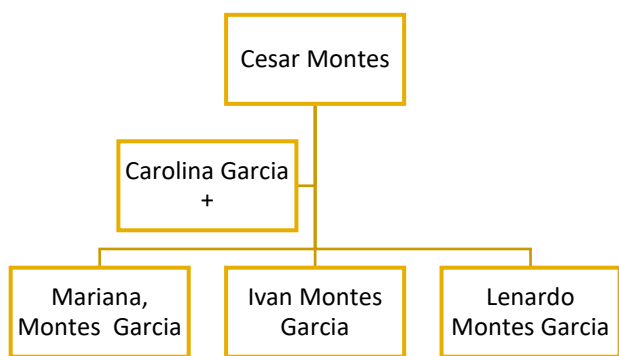 Cesar Montes
Carolina Garcia
+
Mariana,
Montes  Garcia
Ivan Montes
Garcia
Lenardo
Montes Garcia